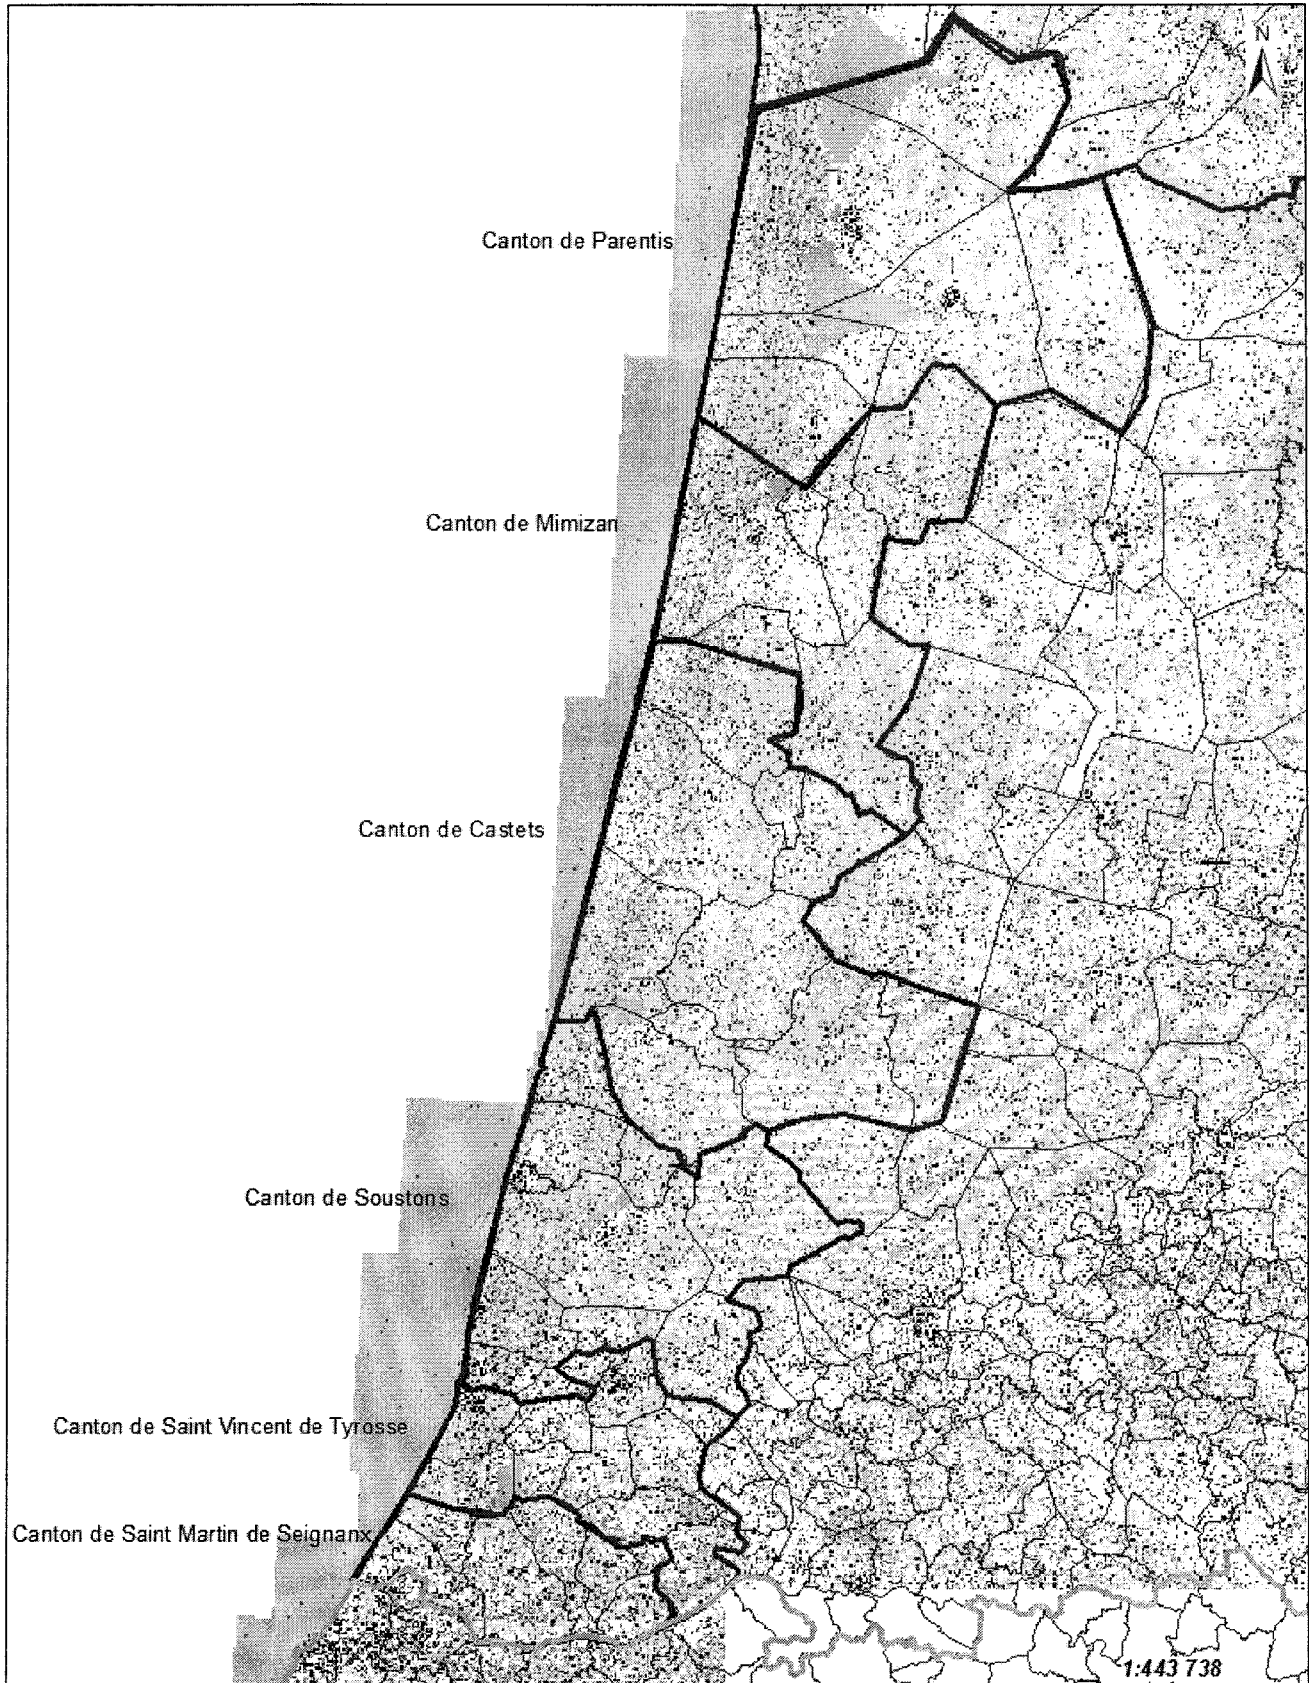 N
Canton de Parentis
Canton de Mimizan
Canton de Castets
Canton de Soustons
Canton de Saint Vincent de Tyrosse
Canton de Saint Martin de Seignanx
1:443 738